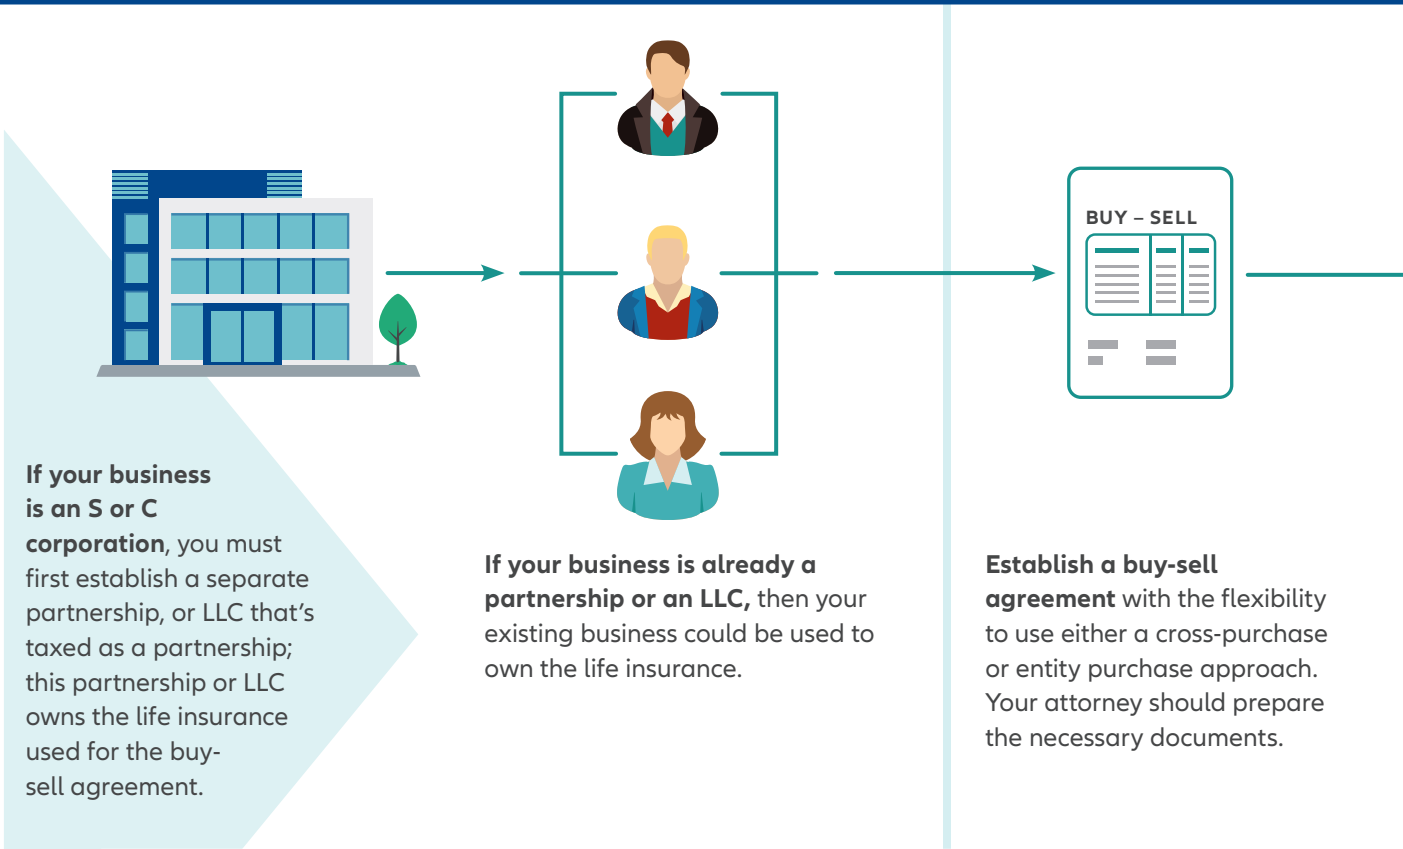 BUY – SELL
If your business
is an S or C
corporation, you must
first establish a separate
partnership, or LLC that's
taxed as a partnership;
this partnership or LLC
owns the life insurance
used for the buy-
sell agreement.
If your business is already a
partnership or an LLC, then your
existing business could be used to
own the life insurance.
Establish a buy-sell
agreement with the flexibility
to use either a cross-purchase
or entity purchase approach.
Your attorney should prepare
the necessary documents.